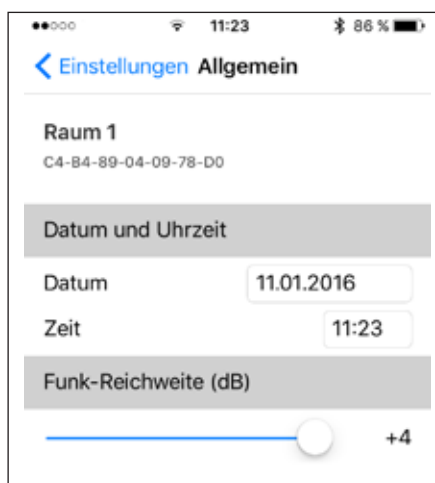 11:23 86 %
Einstellungen Allgemein
Raum 1
C4-B4-89-04-09-78-D0
Datum und Uhrzeit
Datum 11.01.2016
Zeit 11:23
Funk-Reichweite (dB)
+4